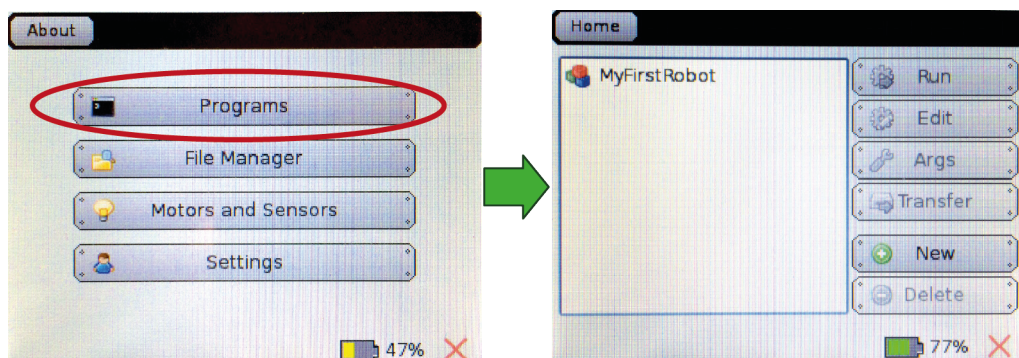 About
Programs
File Manager
Motors and Sensors
Settings
47%
Home
MyFirstRobot
Run
Edit
Args
Transfer
New
Delete
77%